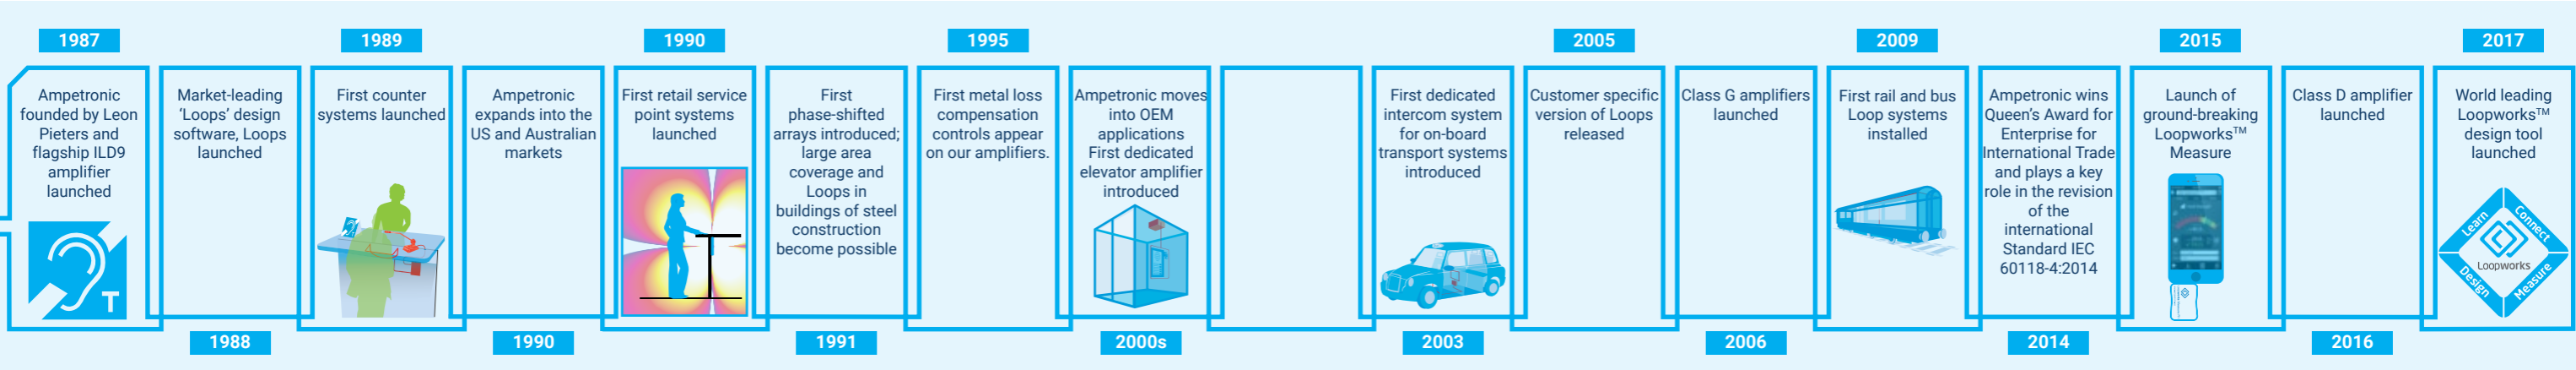 1987
Ampetronic
founded by Leon
Pieters and
flagship ILD9
amplifier
launched
T
Market-leading
‘Loops’ design
software, Loops
launched
1988
1989
First counter
systems launched
Ampetronic
expands into the
US and Australian
markets
1990
1990
First retail service
point systems
launched
First
phase-shifted
arrays introduced;
large area
coverage and
Loops in
buildings of steel
construction
become possible
1991
1995
First metal loss
compensation
controls appear
on our amplifiers.
Ampetronic moves
into OEM
applications
First dedicated
elevator amplifier
introduced
2000s
First dedicated
intercom system
for on-board
transport systems
introduced
2003
2005
Customer specific
version of Loops
released
Class G amplifiers
launched
2006
2009
First rail and bus
Loop systems
installed
Ampetronic wins
Queen’s Award for
Enterprise for
International Trade
and plays a key
role in the revision
of the
international
Standard IEC
60118-4:2014
2014
2015
Launch of
ground-breaking
Loopworks™
Measure
Class D amplifier
launched
2016
2017
World leading
Loopworks™
design tool
launched
Learn
Connect
Loopworks
Design
Measure